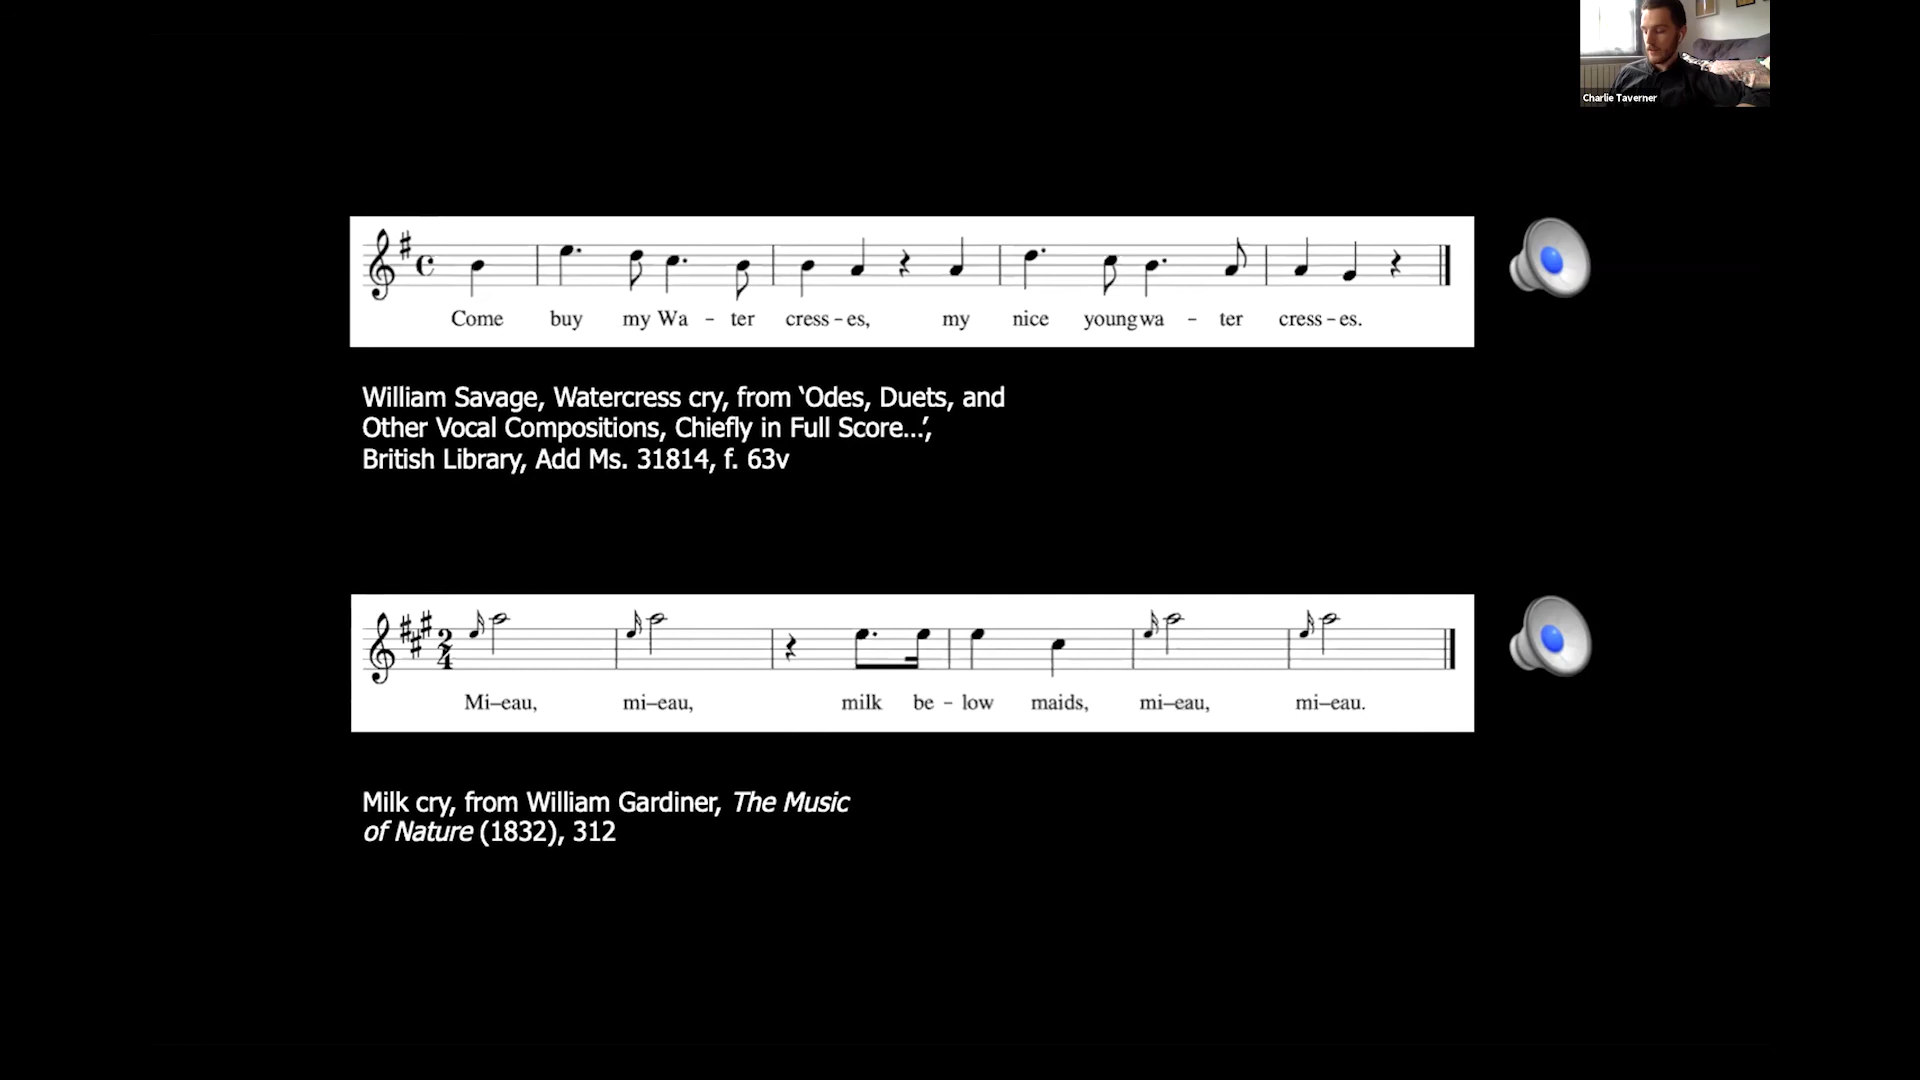 Charlie Taverner
Come buy my Wa - ter cress - es, my nice young wa - ter cress - es.
William Savage, Watercress cry, from ‘Odes, Duets, and
Other Vocal Compositions, Chiefly in Full Score...’,
British Library, Add Ms. 31814, f. 63v
2
4
Mi–eau, mi–eau, milk be - low maids, mi–eau, mi–eau.
Milk cry, from William Gardiner, The Music
of Nature (1832), 312